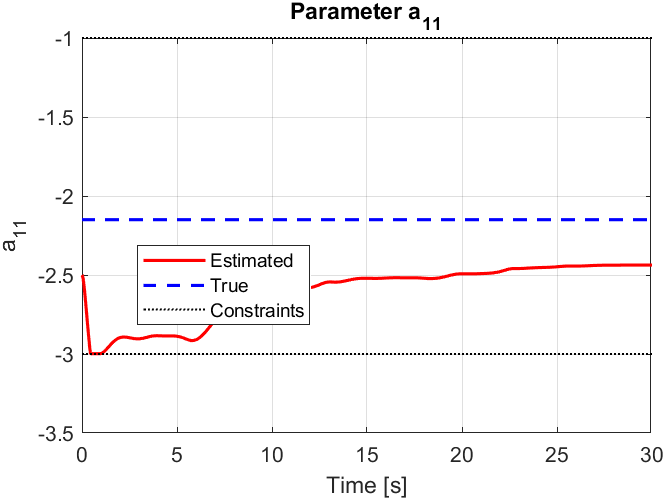 Parameter a11
-1
-1.5
-2
-2.5
-3
-3.5
a11
Estimated
True
Constraints
0 5 10 15 20 25 30
Time [s]